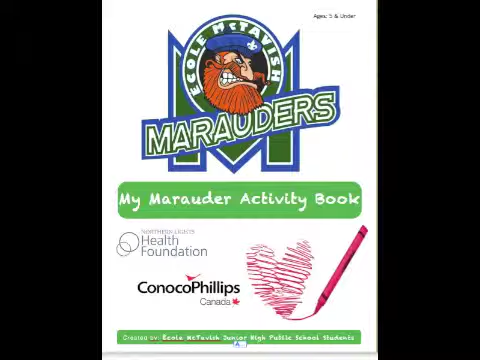 Ages: 5 & Under
ECOLE McTAVISH
MARAUDERS
My Marauder Activity Book
NORTHERN LIGHTS
Health
Foundation
ConocoPhillips
Canada
Created by: Ecole McTavish Junior High Public School Students